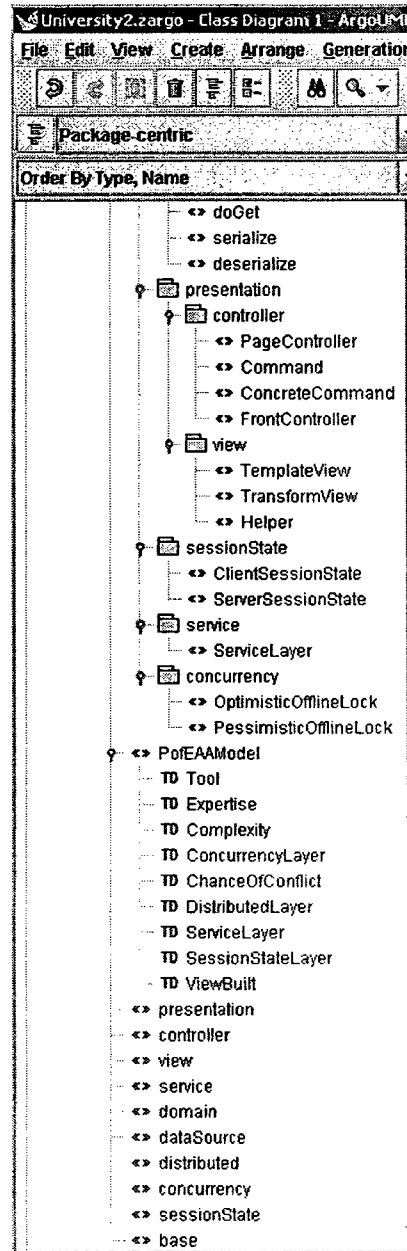 University2.zargo - Class Diagram 1 - ArgoUM
File Edit View Create Arrange Generation
Package-centric
Order By Type, Name
«» doGet
«» serialize
«» deserialize
presentation
controller
«» PageController
«» Command
«» ConcreteCommand
«» FrontController
view
«» TemplateView
«» TransformView
«» Helper
sessionState
«» ClientSessionState
«» ServerSessionState
service
«» ServiceLayer
concurrency
«» OptimisticOfflineLock
«» PessimisticOfflineLock
«» PofEAAModel
TD Tool
TD Expertise
TD Complexity
TD ConcurrencyLayer
TD ChanceOfConflict
TD DistributedLayer
TD ServiceLayer
TD SessionStateLayer
TD ViewBuilt
«» presentation
«» controller
«» view
«» service
«» domain
«» dataSource
«» distributed
«» concurrency
«» sessionState
«» base